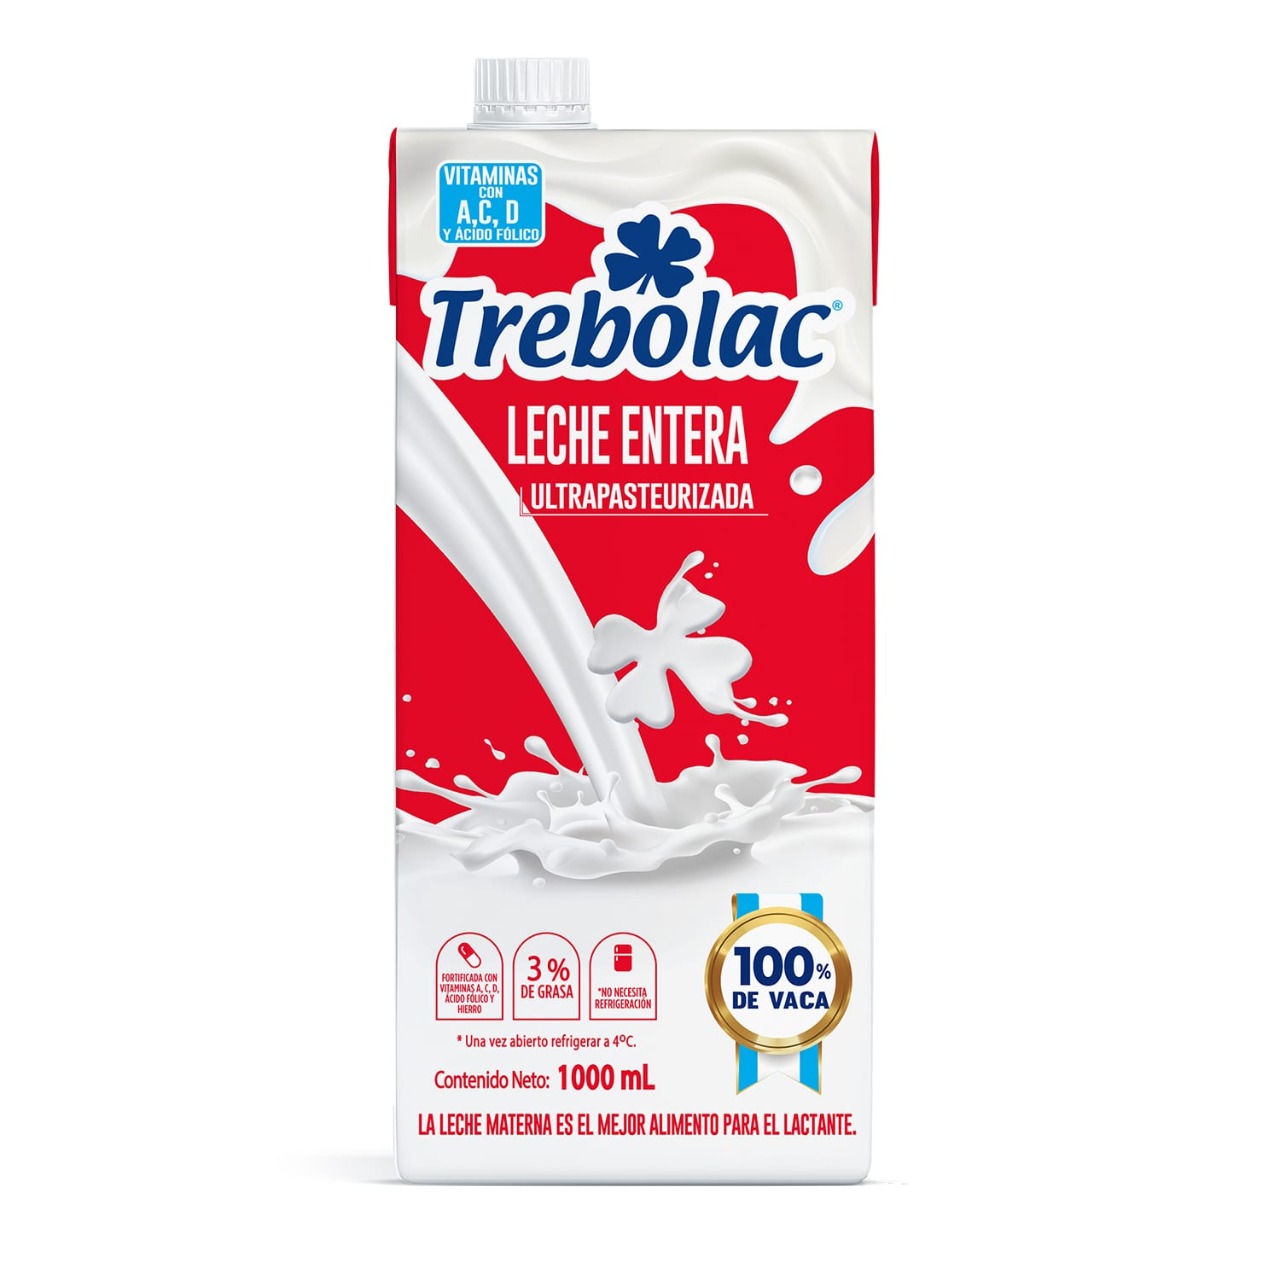 VITAMINAS
CON
A,C, D
Y ÁCIDO FÓLICO
Trebolac®
LECHE ENTERA
ULTRAPASTEURIZADA
FORTIFICADA CON
VITAMINAS A, C, D,
ÁCIDO FÓLICO Y
HIERRO
3 %
DE GRASA
*NO NECESITA
REFRIGERACIÓN
100%
DE VACA
* Una vez abierto refrigerar a 4ºC.
Contenido Neto: 1000 mL
LA LECHE MATERNA ES EL MEJOR ALIMENTO PARA EL LACTANTE.